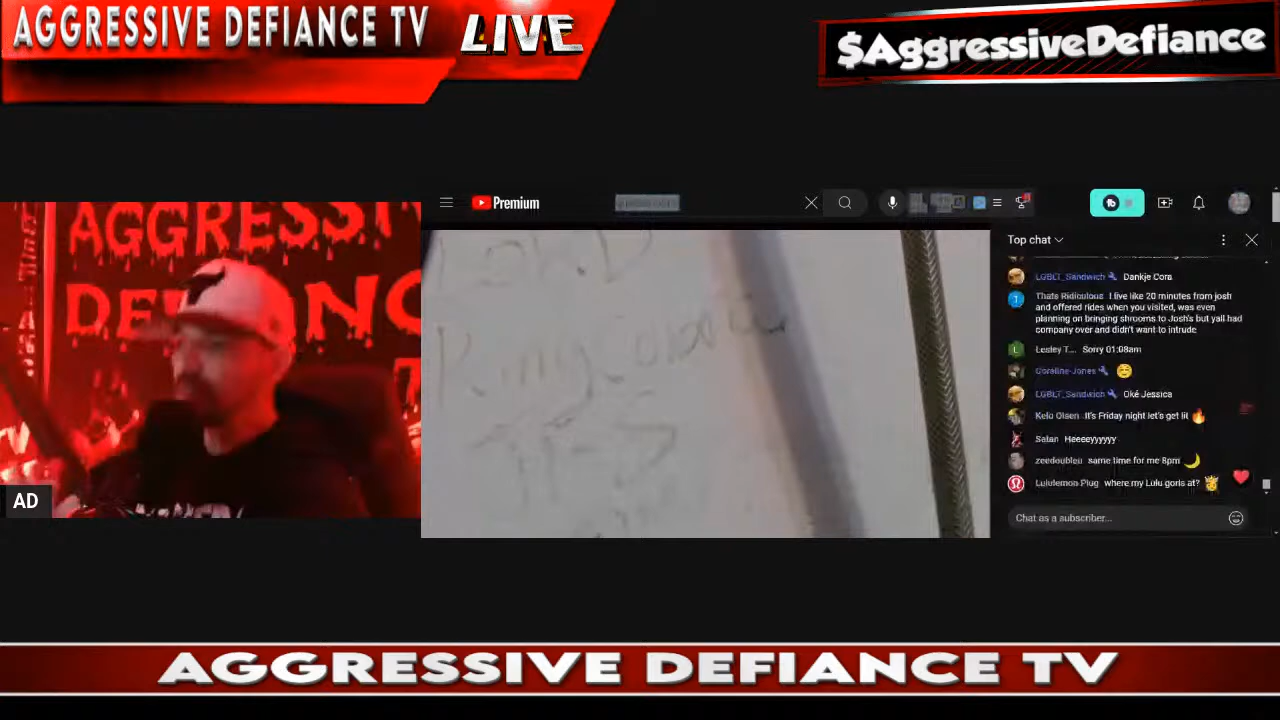 AGGRESSIVE DEFIANCE TV
LIVE
$AggressiveDefiance
AGGRESSI
DEF
NC
T
AD
Premium
Top chat
LGBLT_Sandwich Dankje Cora
Thats Ridiculous I live like 20 minutes from josh
and offered rides when you visited, was even
planning on bringing shrooms to Josh's but yall had
company over and didn't want to intrude
Lesley T... Sorry 01:08am
Coraline Jones ☺️
LGBLT_Sandwich Oké Jessica
Kelo Olsen It's Friday night let's get lit 🔥
Satan Heeeeyyyyyy
zeedoubleu same time for me 8pm 🌙
Lululemon Plug where my Lulu goris at?
Chat as a subscriber...
AGGRESSIVE DEFIANCE TV